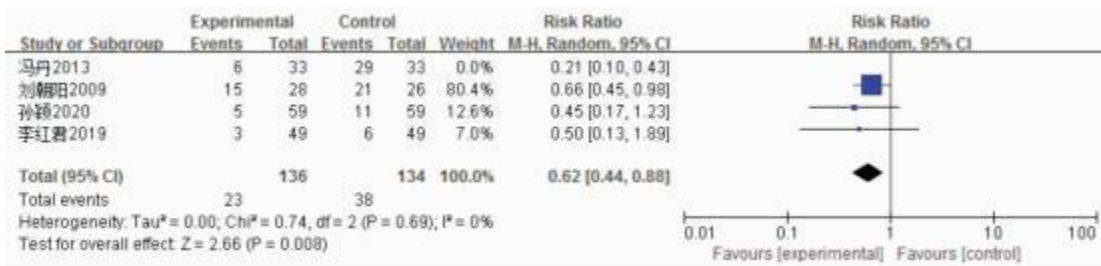 Experimental Control Risk Ratio Risk Ratio
Study or Subgroup Events Total Events Total Weight M-H, Random, 95% CI M-H, Random, 95% CI
冯丹2013 6 33 29 33 0.0% 0.21 [0.10, 0.43]
刘朝阳2009 15 28 21 26 80.4% 0.66 [0.45, 0.98]
孙颖2020 5 59 11 59 12.6% 0.45 [0.17, 1.23]
李红君2019 3 49 6 49 7.0% 0.50 [0.13, 1.89]
Total (95% CI) 136 134 100.0% 0.62 [0.44, 0.88]
Total events 23 38
Heterogeneity: Tau² = 0.00; Chi² = 0.74, df = 2 (P = 0.69); I² = 0%
Test for overall effect: Z = 2.66 (P = 0.008)
0.01 0.1 1 10 100
Favours [experimental] Favours [control]